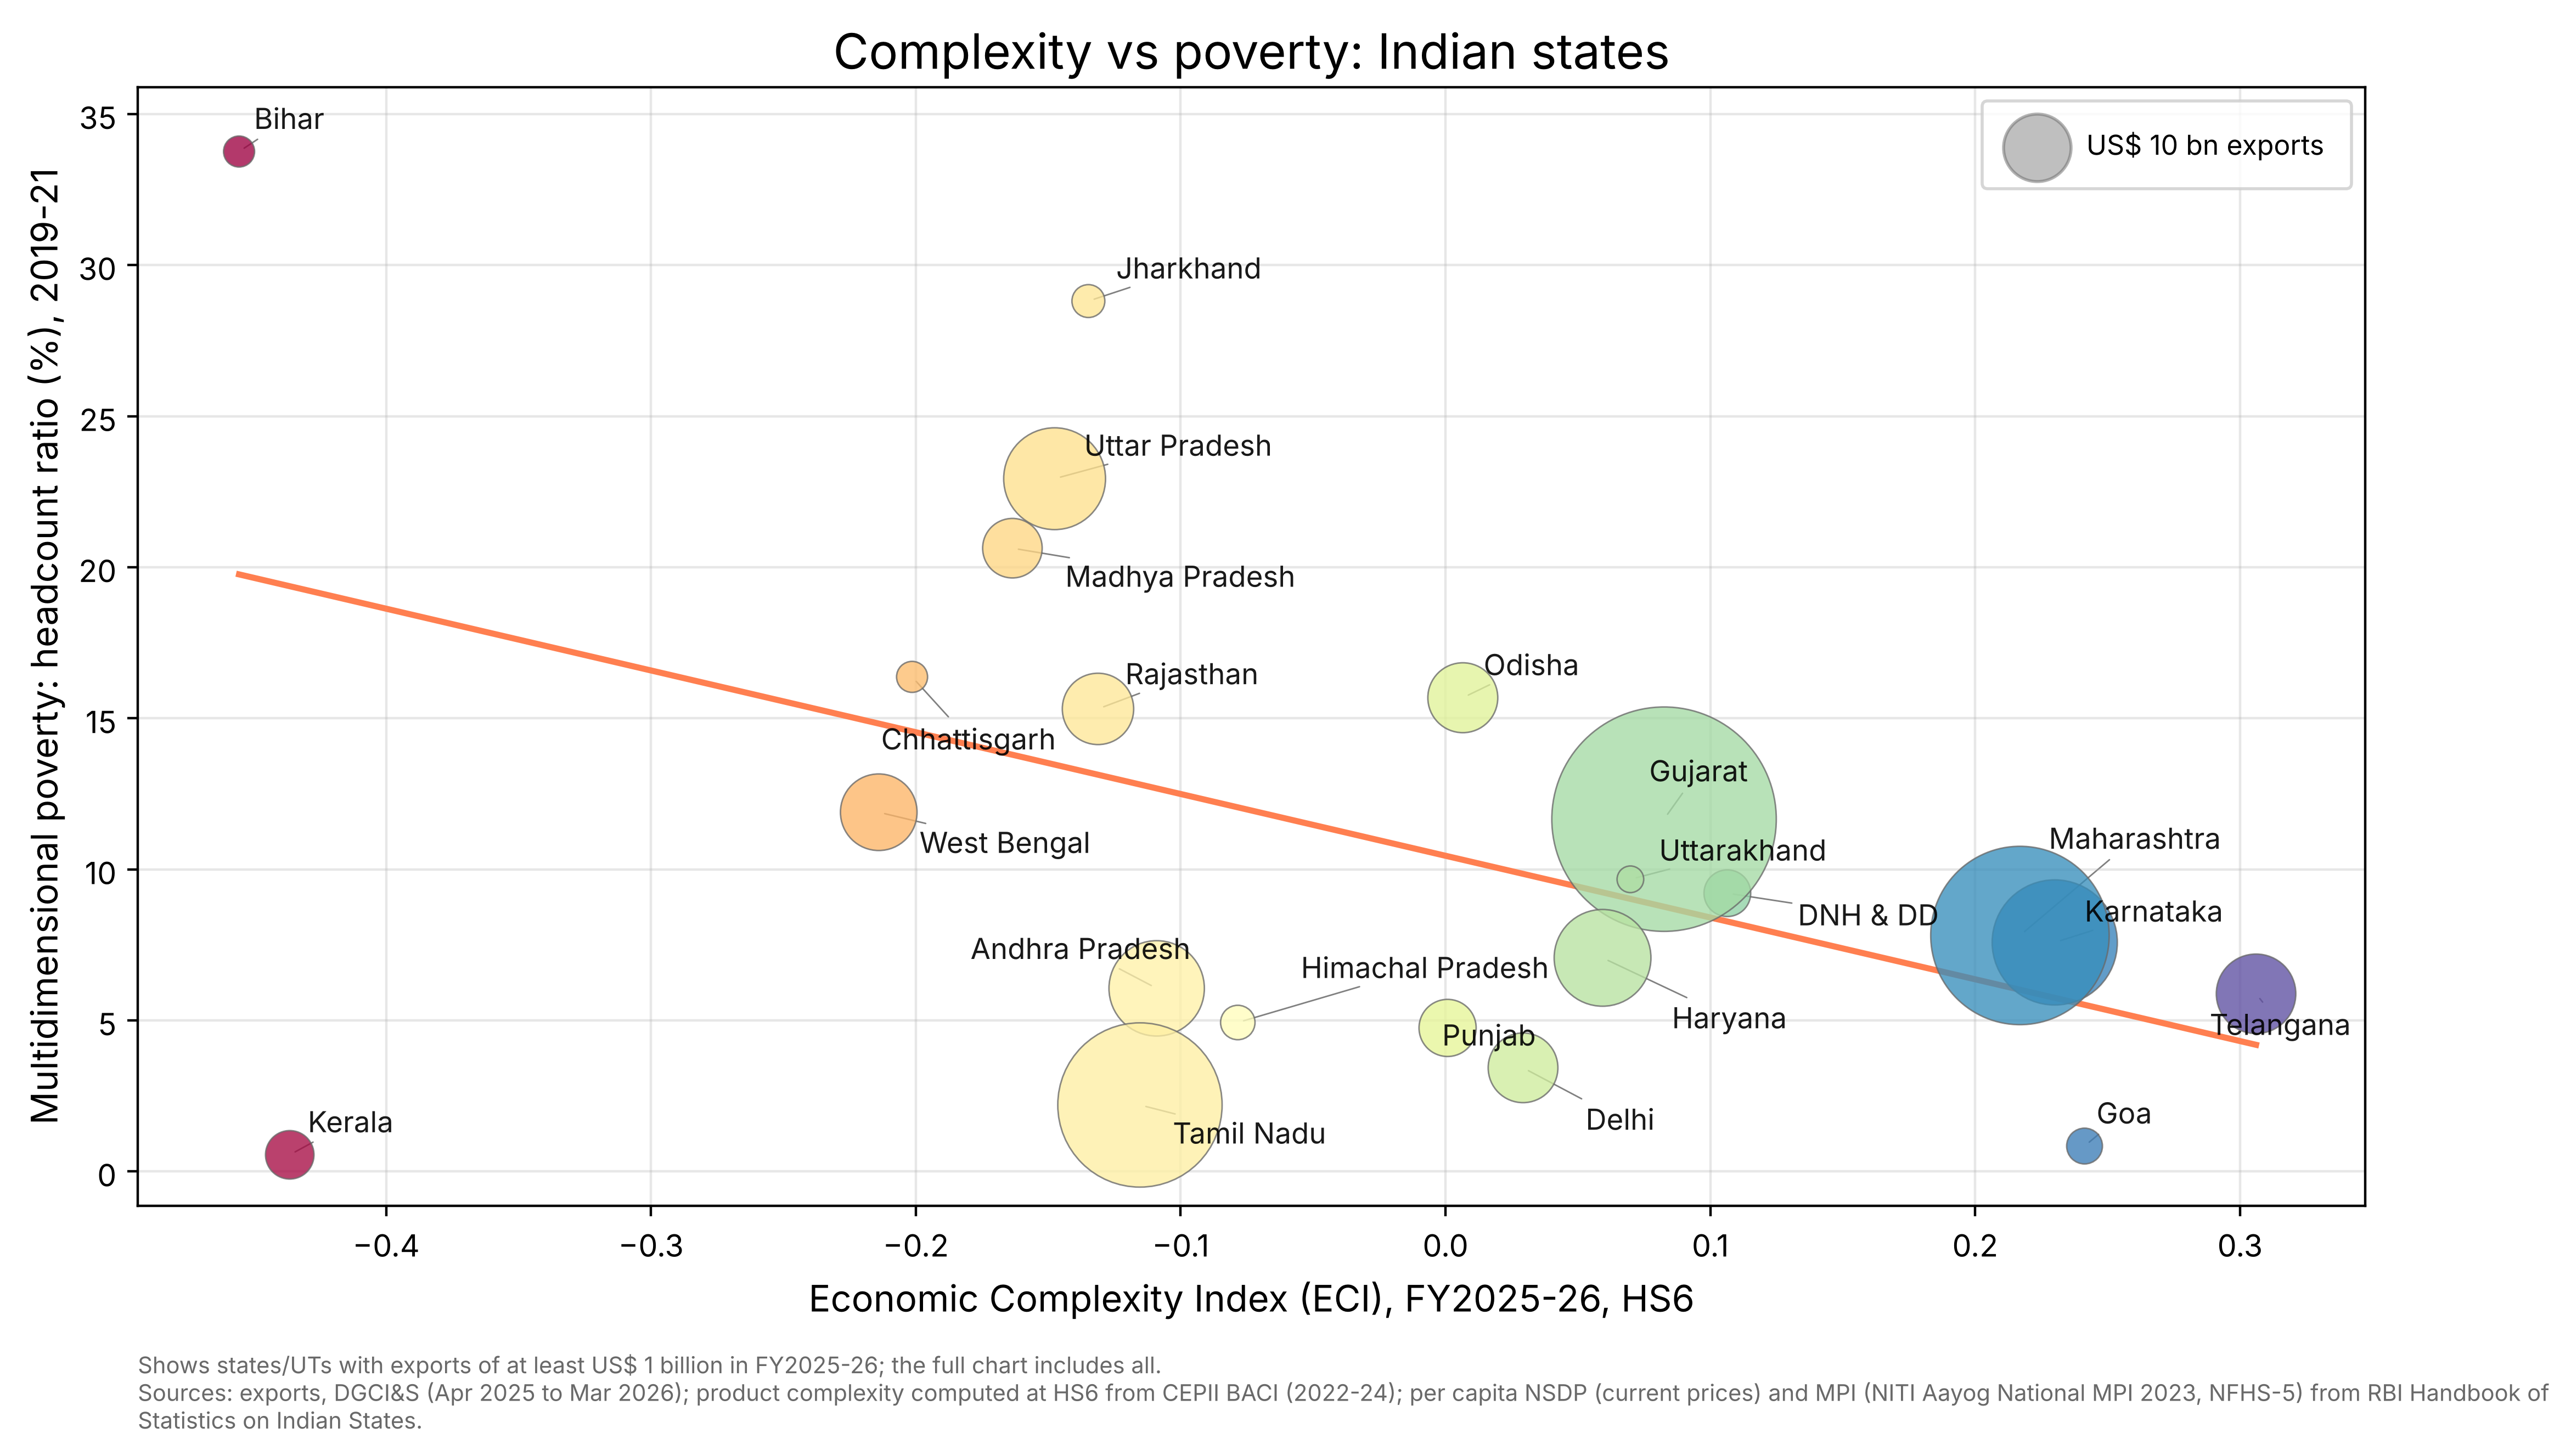 Complexity vs poverty: Indian states
US$ 10 bn exports
Multidimensional poverty: headcount ratio (%), 2019-21
35
30
25
20
15
10
5
0
Bihar
Jharkhand
Uttar Pradesh
Madhya Pradesh
Odisha
Rajasthan
Chhattisgarh
Gujarat
West Bengal
Uttarakhand
Maharashtra
DNH & DD
Karnataka
Andhra Pradesh
Himachal Pradesh
Haryana
Punjab
Telangana
Kerala
Tamil Nadu
Delhi
Goa
−0.4
−0.3
−0.2
−0.1
0.0
0.1
0.2
0.3
Economic Complexity Index (ECI), FY2025-26, HS6
Shows states/UTs with exports of at least US$ 1 billion in FY2025-26; the full chart includes all.
Sources: exports, DGCI&S (Apr 2025 to Mar 2026); product complexity computed at HS6 from CEPII BACI (2022-24); per capita NSDP (current prices) and MPI (NITI Aayog National MPI 2023, NFHS-5) from RBI Handbook of
Statistics on Indian States.